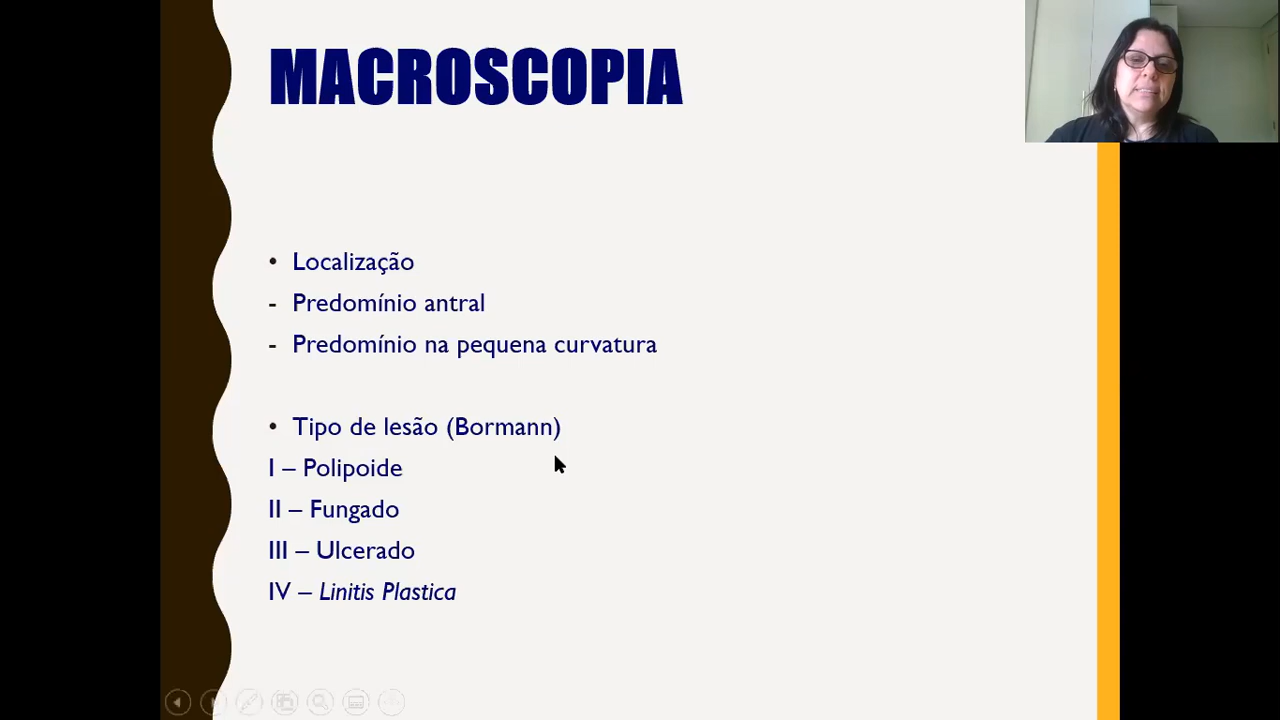 MACROSCOPIA
• Localização
- Predomínio antral
- Predomínio na pequena curvatura
• Tipo de lesão (Bormann)
I – Polipoide
II – Fungado
III – Ulcerado
IV – Linitis Plastica